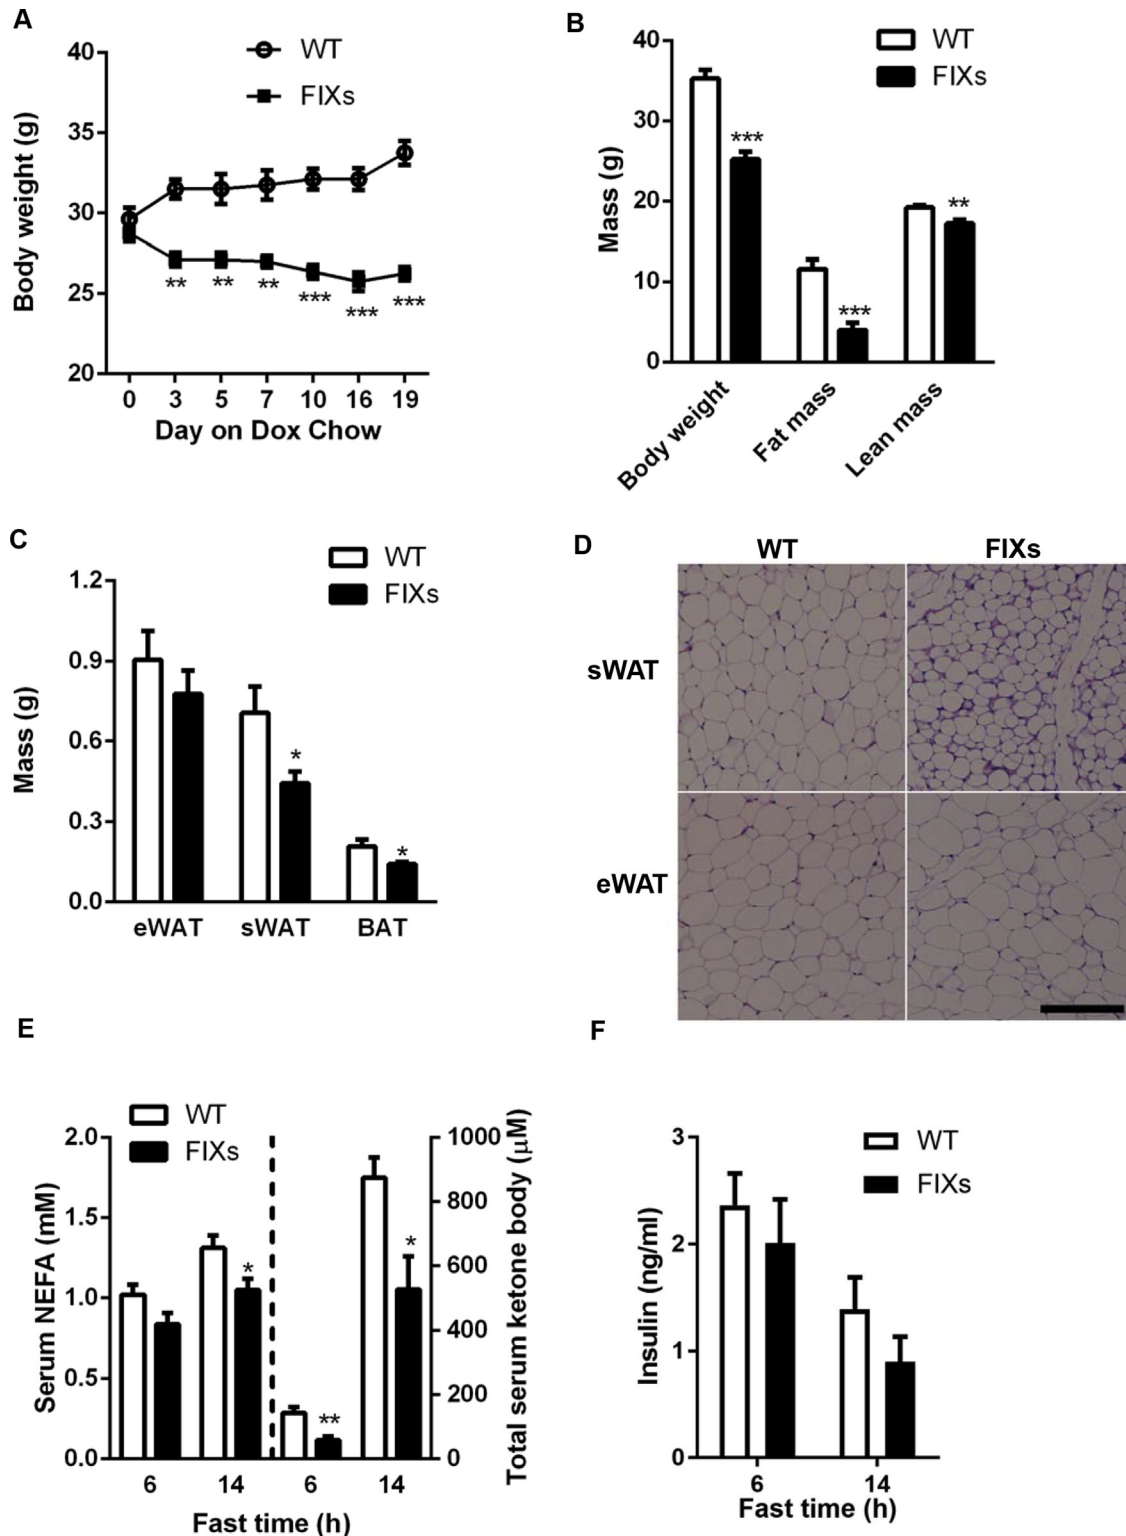 A
WT
FIXs
40
35
30
25
20
Body weight (g)
** ** ** *** *** ***
0 3 5 7 10 16 19
Day on Dox Chow
B
WT
FIXs
40
30
20
10
0
Mass (g)
***
***
**
Body weight
Fat mass
Lean mass
C
WT
FIXs
1.2
0.9
0.6
0.3
0.0
Mass (g)
*
*
eWAT sWAT BAT
D
WT FIXs
sWAT
eWAT
E
WT
FIXs
2.0
1.5
1.0
0.5
0.0
Serum NEFA (mM)
*
**
*
1000
800
600
400
200
0
Total serum ketone body (μM)
6 14 6 14
Fast time (h)
F
WT
FIXs
3
2
1
0
Insulin (ng/ml)
6 14
Fast time (h)